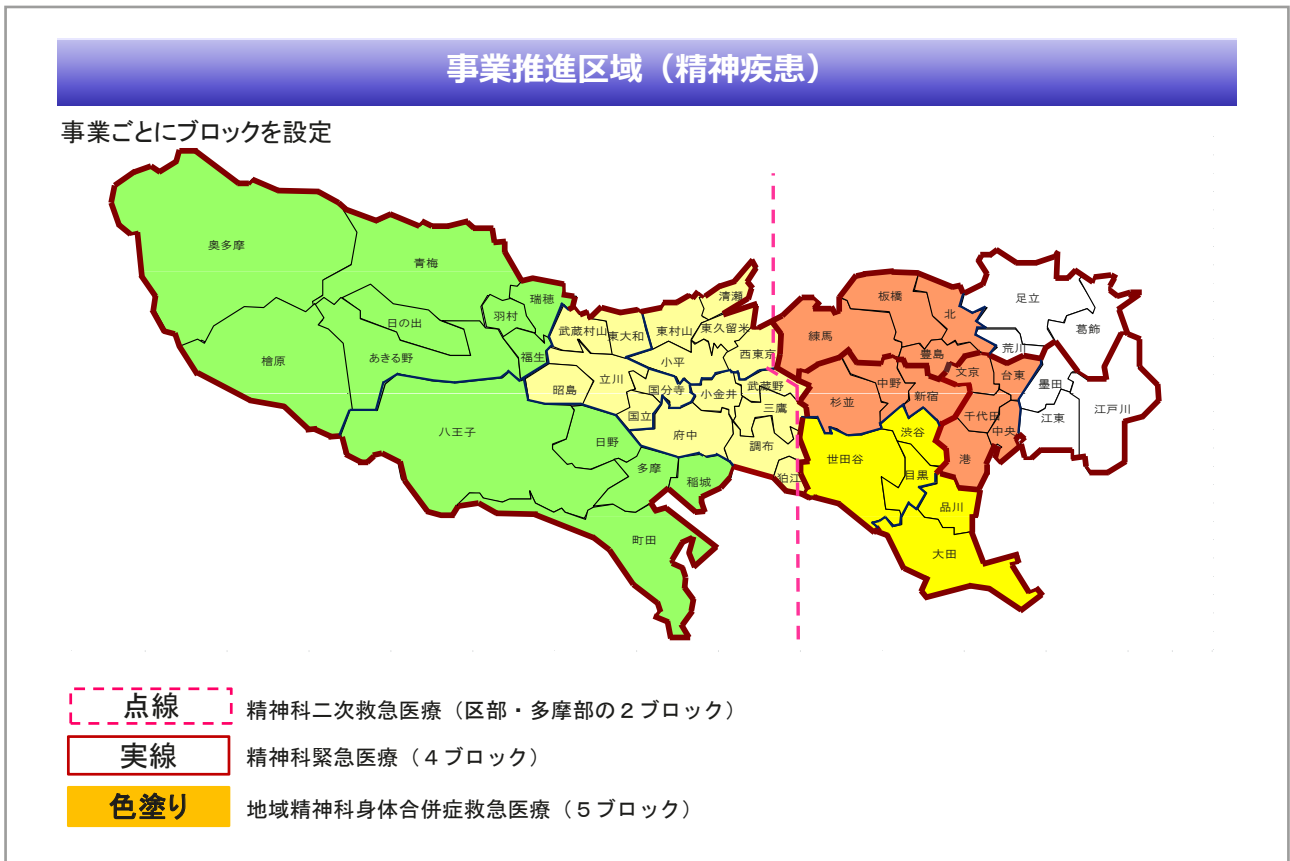 事業推進区域（精神疾患）
事業ごとにブロックを設定
奥多摩
青梅
瑞穂
羽村
日の出
福生
檜原
あきる野
八王子
日野
多摩
稲城
町田
武蔵村山
東大和
東村山
清瀬
東久留米
西東京
小平
立川
昭島
国分寺
国立
小金井
武蔵野
三鷹
府中
調布
狛江
練馬
板橋
北
豊島
足立
葛飾
荒川
文京
台東
墨田
江東
江戸川
杉並
中野
新宿
千代田
中央
港
渋谷
世田谷
目黒
品川
大田
点線 精神科二次救急医療（区部・多摩部の２ブロック）
実線 精神科緊急医療（４ブロック）
色塗り 地域精神科身体合併症救急医療（５ブロック）